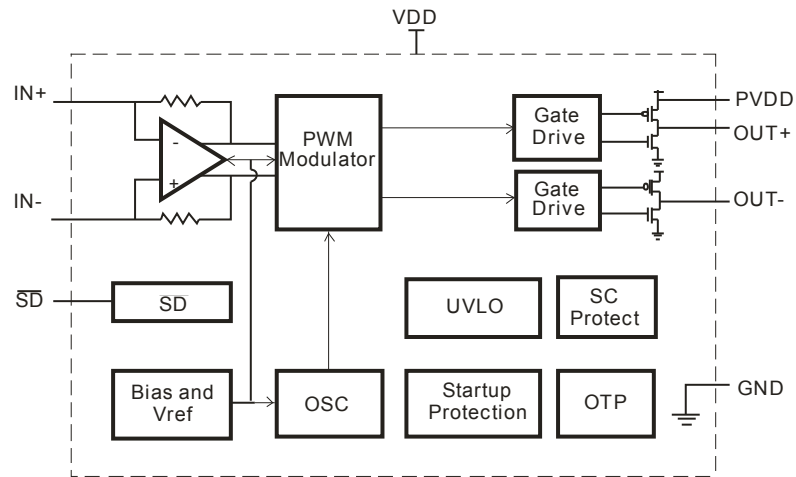 VDD
IN+
PWM
Modulator
Gate
Drive
PVDD
OUT+
-
+
IN-
Gate
Drive
OUT-
SD
SD
UVLO
SC
Protect
Bias and
Vref
OSC
Startup
Protection
OTP
GND